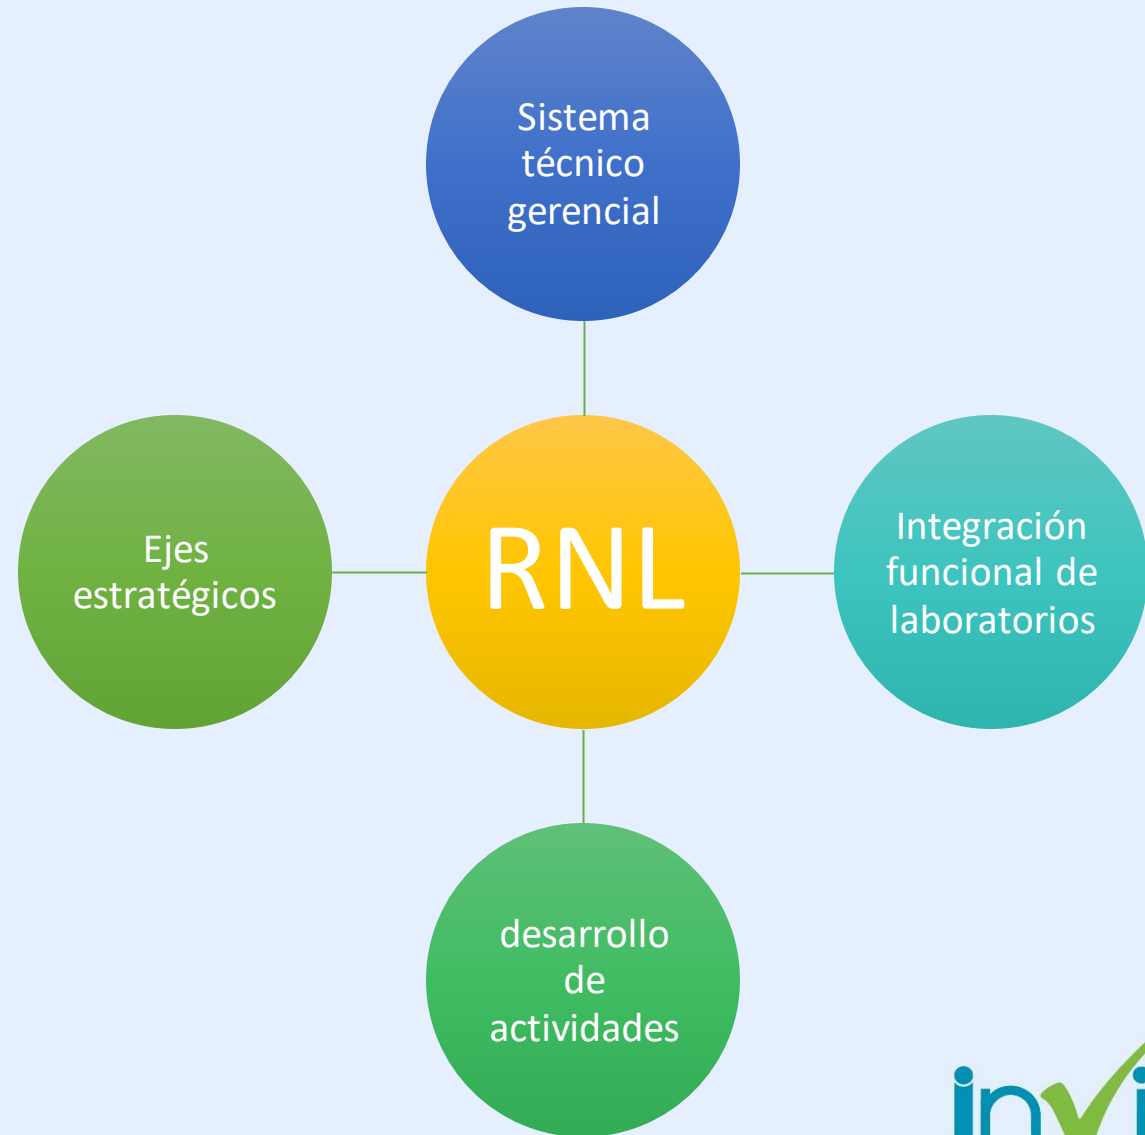 Sistema
técnico
gerencial
Ejes
estratégicos
RNL
Integración
funcional de
laboratorios
desarrollo
de
actividades